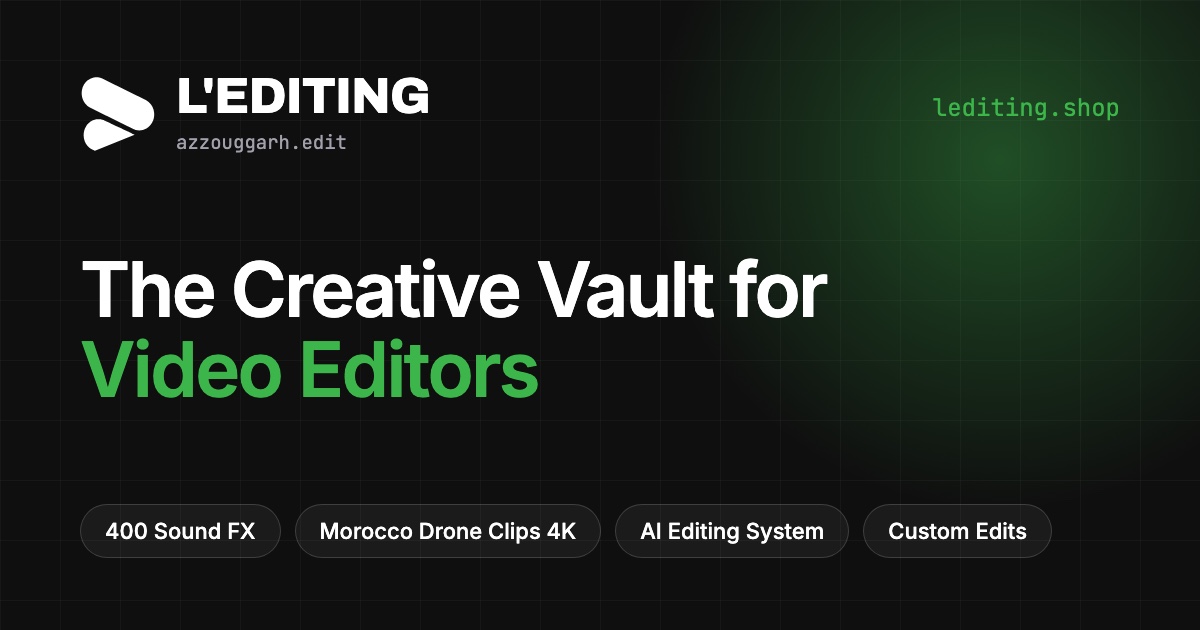 L'EDITING
azzouggarh.edit
lediting.shop
The Creative Vault for
Video Editors
400 Sound FX
Morocco Drone Clips 4K
AI Editing System
Custom Edits